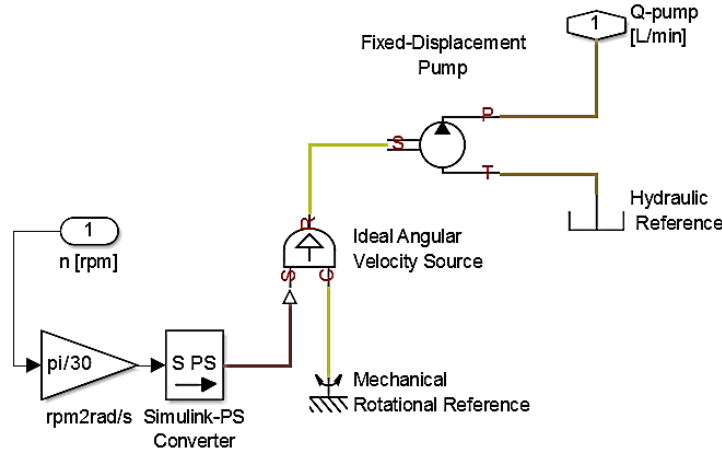 1
Q-pump
[L/min]
Fixed-Displacement
Pump
P
S
T
Hydraulic
Reference
1
n [rpm]
R
Ideal Angular
Velocity Source
S
C
pi/30
S PS
rpm2rad/s
Simulink-PS
Converter
Mechanical
Rotational Reference